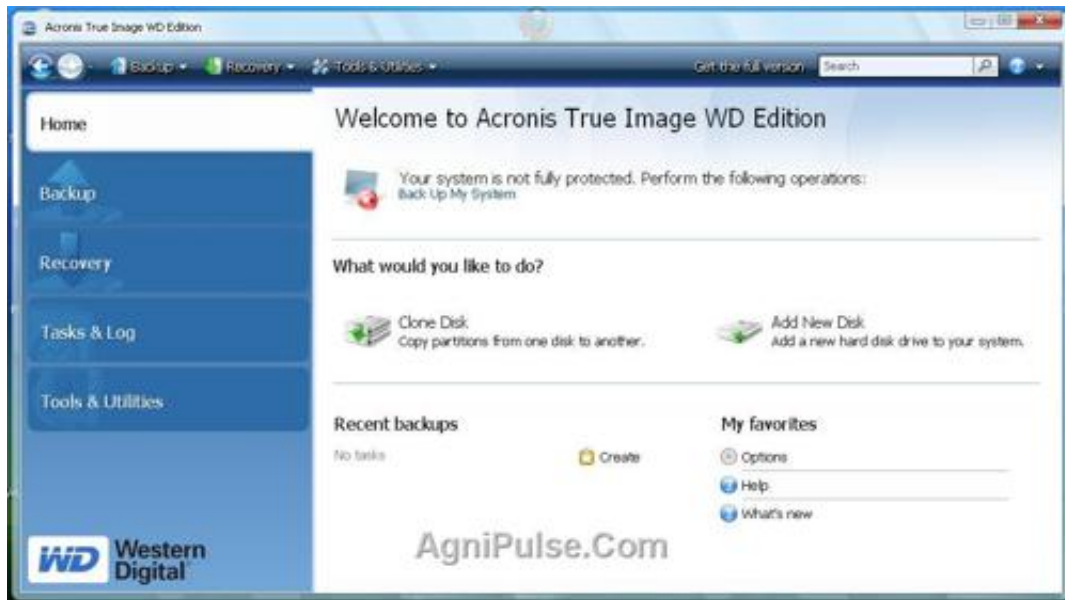 Acronis True Image WD Edition
Backup Recovery Tools & Utilities Get the full version Search
Home
Backup
Recovery
Tasks & Log
Tools & Utilities
WD Western
Digital
Welcome to Acronis True Image WD Edition
Your system is not fully protected. Perform the following operations:
Back Up My System
What would you like to do?
Clone Disk
Copy partitions from one disk to another.
Add New Disk
Add a new hard disk drive to your system.
Recent backups
No tasks
Create
My favorites
Options
Help
What's new
AgniPulse.Com